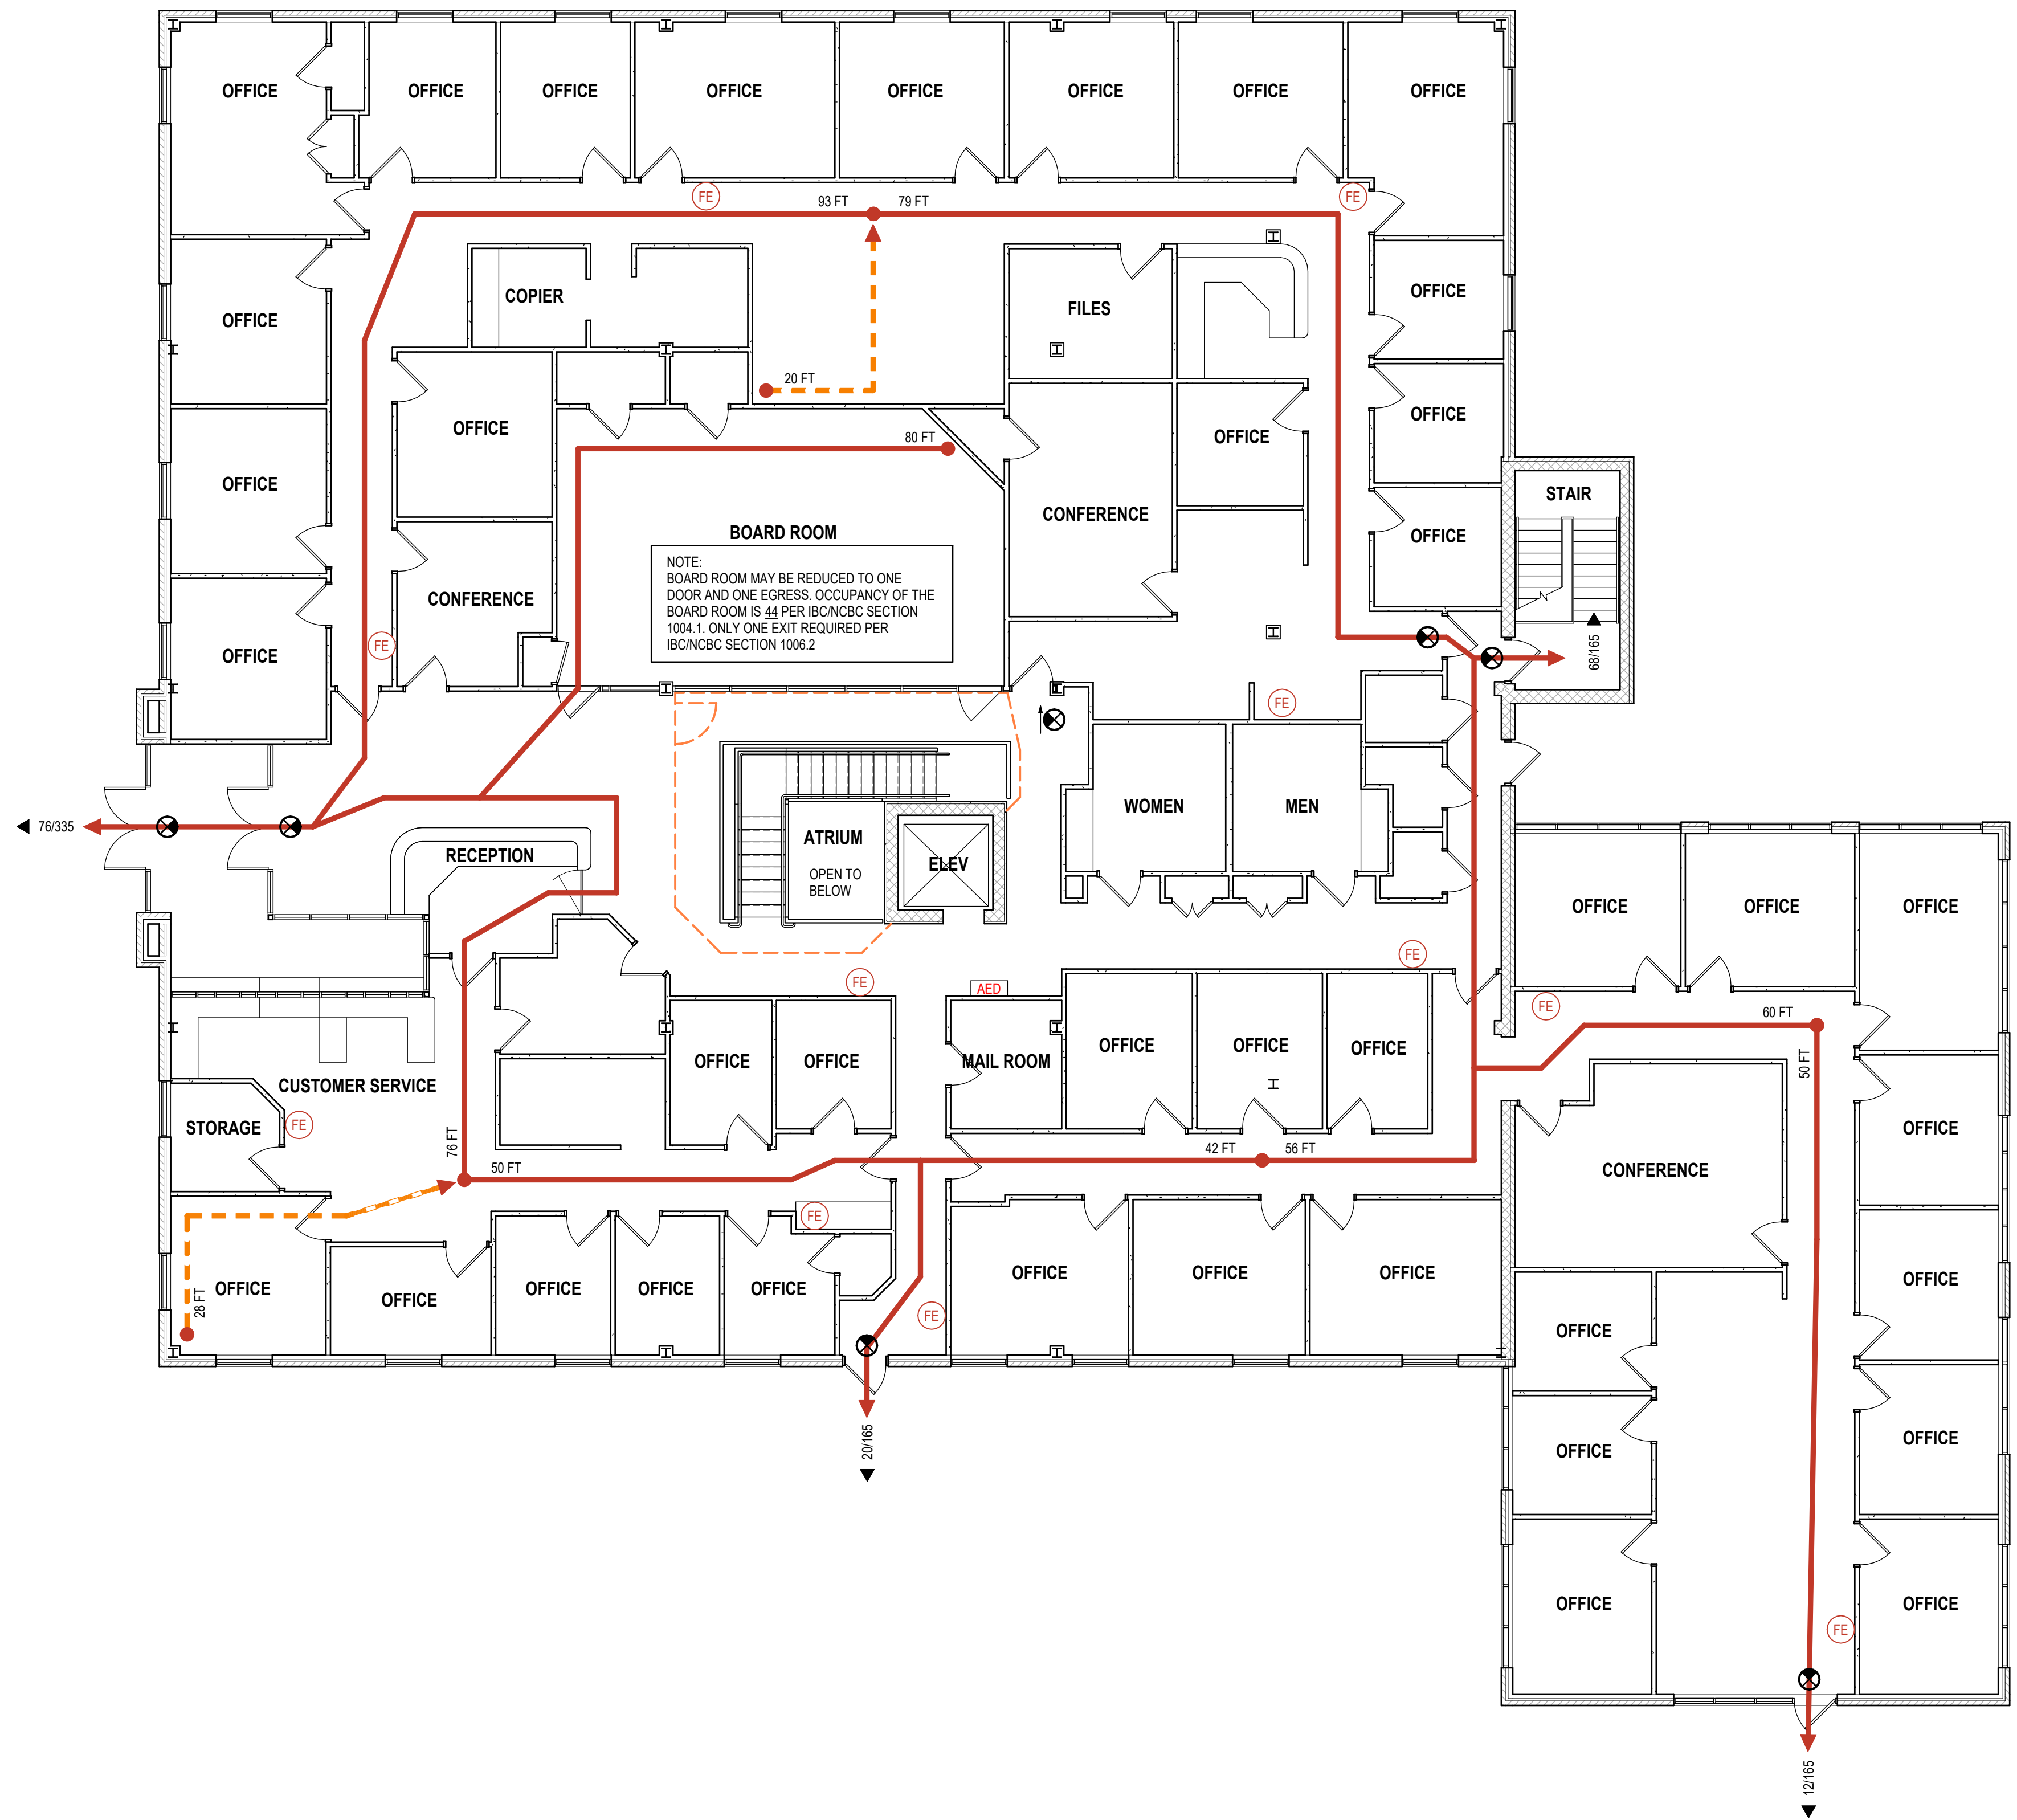 OFFICE
OFFICE
OFFICE
OFFICE
OFFICE
OFFICE
OFFICE
OFFICE
FE
FE
93 FT
79 FT
COPIER
FILES
OFFICE
OFFICE
20 FT
OFFICE
OFFICE
80 FT
OFFICE
OFFICE
OFFICE
STAIR
CONFERENCE
BOARD ROOM
OFFICE
NOTE:
BOARD ROOM MAY BE REDUCED TO ONE
DOOR AND ONE EGRESS. OCCUPANCY OF THE
BOARD ROOM IS 44 PER IBC/NCBC SECTION
1004.1. ONLY ONE EXIT REQUIRED PER
IBC/NCBC SECTION 1006.2
CONFERENCE
FE
OFFICE
68/165
FE
WOMEN
MEN
76/335
ATRIUM
OPEN TO
BELOW
ELEV
RECEPTION
OFFICE
OFFICE
OFFICE
FE
FE
AED
FE
60 FT
50 FT
OFFICE
OFFICE
MAIL ROOM
OFFICE
OFFICE
OFFICE
CUSTOMER SERVICE
STORAGE
FE
OFFICE
76 FT
50 FT
42 FT
56 FT
CONFERENCE
FE
28 FT
OFFICE
OFFICE
OFFICE
OFFICE
OFFICE
OFFICE
OFFICE
OFFICE
OFFICE
FE
OFFICE
OFFICE
OFFICE
20/165
OFFICE
OFFICE
FE
12/165